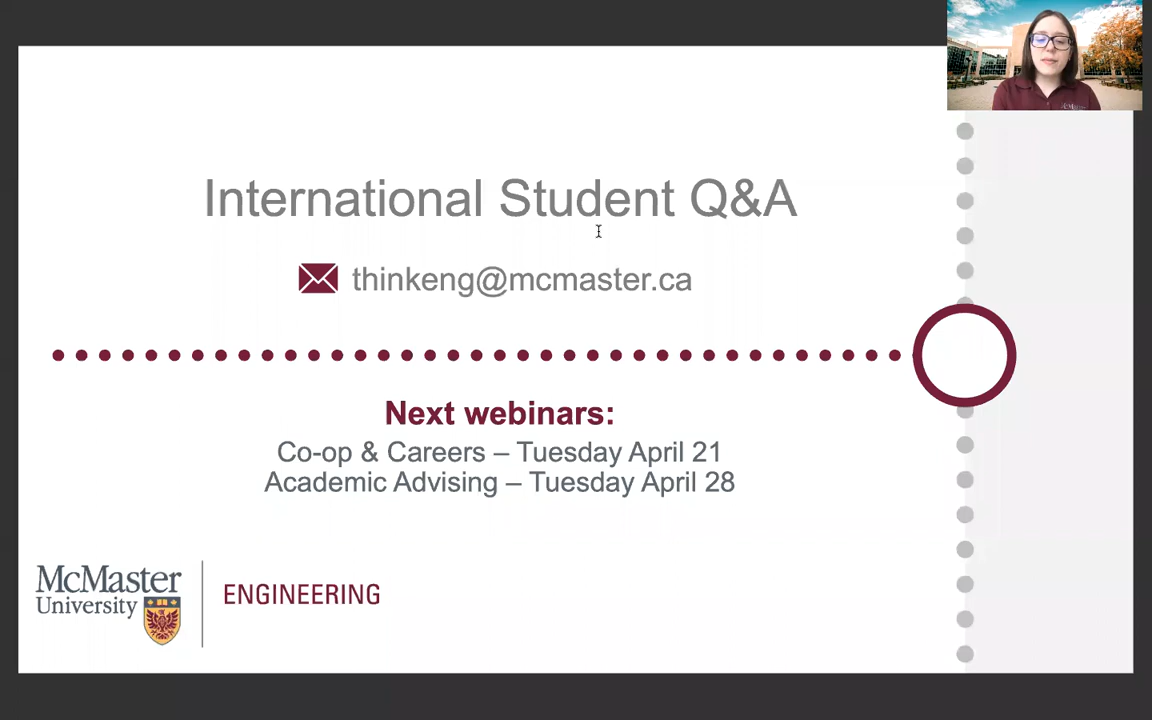 International Student Q&A
thinkeng@mcmaster.ca
Next webinars:
Co-op & Careers – Tuesday April 21
Academic Advising – Tuesday April 28
McMaster
University
ENGINEERING